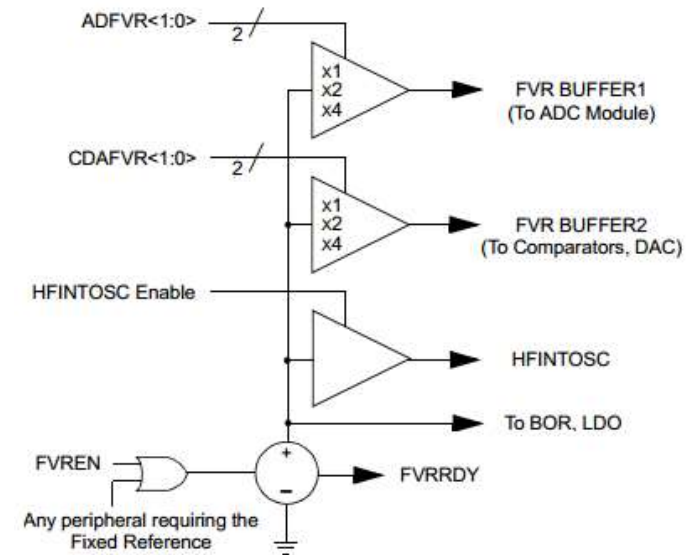 ADFVR<1:0>
2
x1
x2
x4
FVR BUFFER1
(To ADC Module)
CDAFVR<1:0>
2
x1
x2
x4
FVR BUFFER2
(To Comparators, DAC)
HFINTOSC Enable
HFINTOSC
To BOR, LDO
FVREN
+
–
FVRRDY
Any peripheral requiring the
Fixed Reference